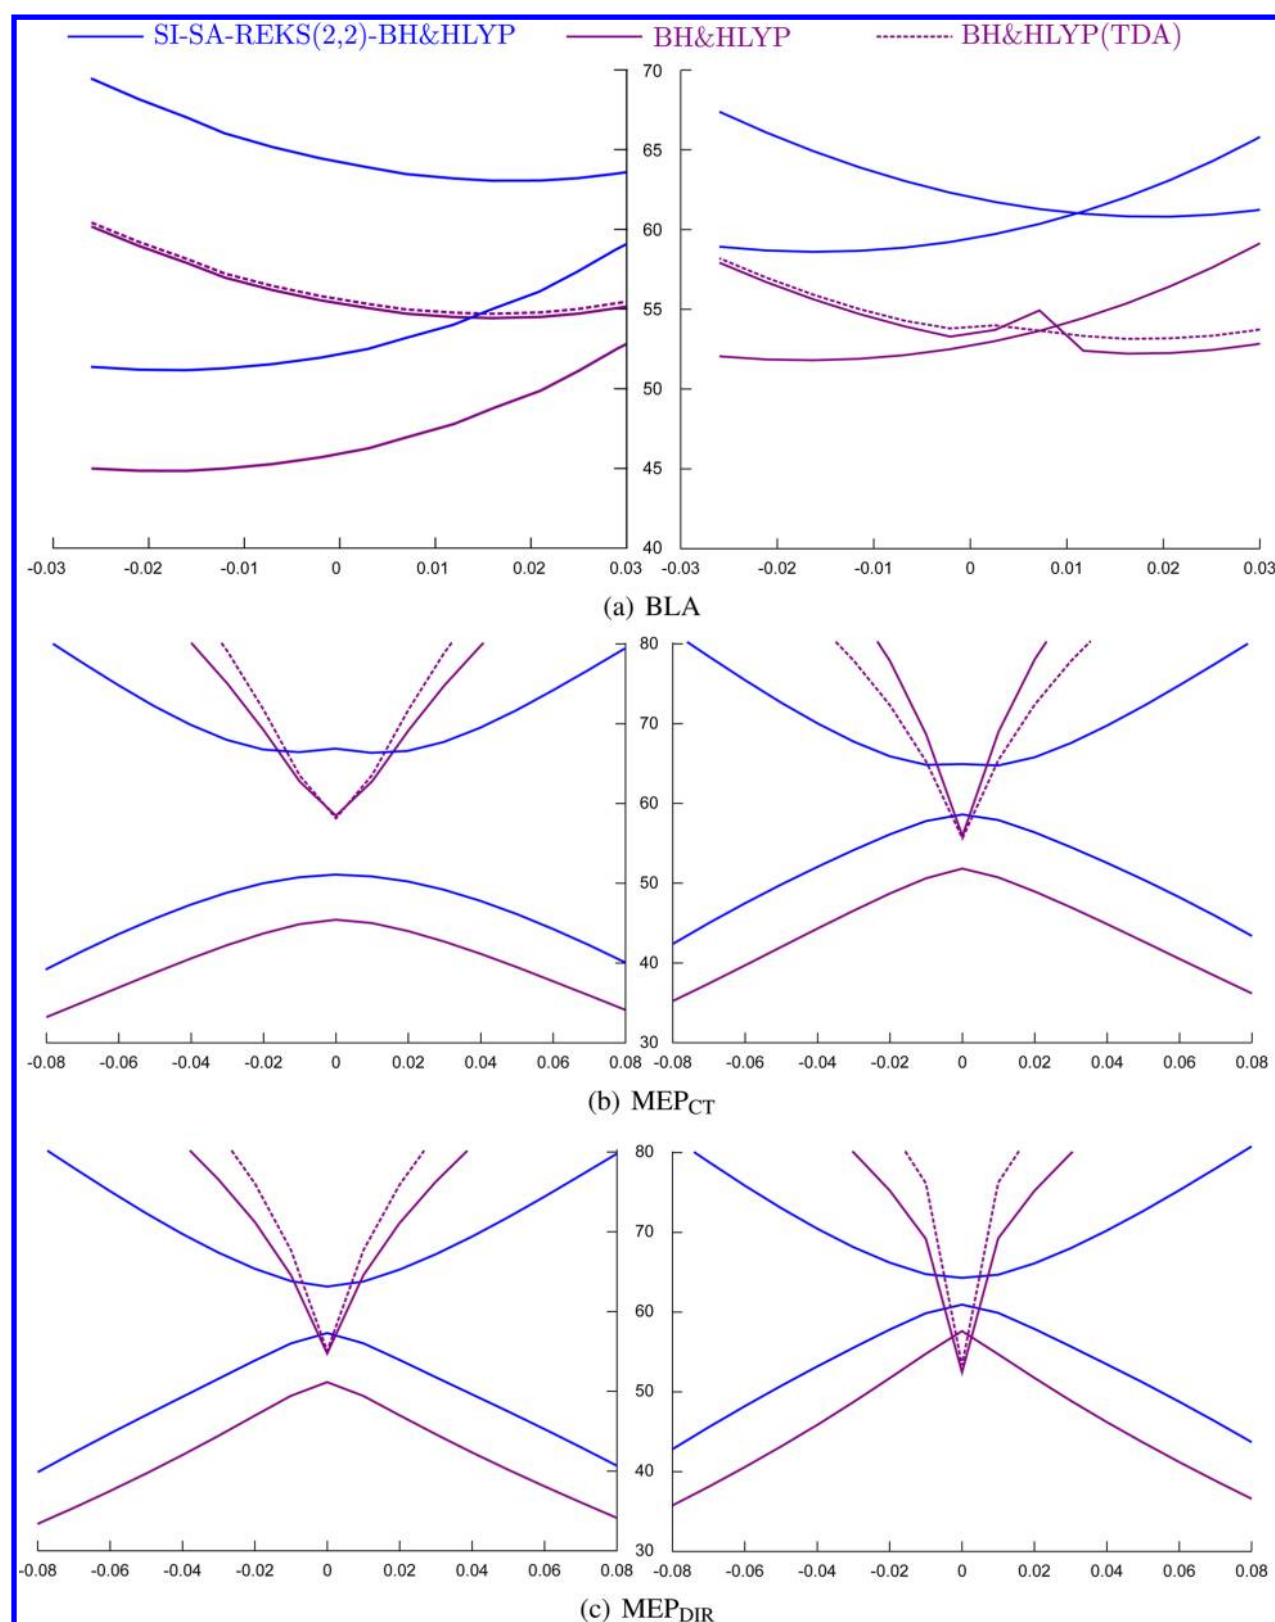 SI-SA-REKS(2,2)-BH&HLYP BH&HLYP BH&HLYP(TDA)
70
65
60
55
50
45
40
-0.03 -0.02 -0.01 0 0.01 0.02 0.03 -0.03 -0.02 -0.01 0 0.01 0.02 0.03
(a) BLA
80
70
60
50
40
30
-0.08 -0.06 -0.04 -0.02 0 0.02 0.04 0.06 0.08 -0.08 -0.06 -0.04 -0.02 0 0.02 0.04 0.06 0.08
(b) MEP_CT
80
70
60
50
40
30
-0.08 -0.06 -0.04 -0.02 0 0.02 0.04 0.06 0.08 -0.08 -0.06 -0.04 -0.02 0 0.02 0.04 0.06 0.08
(c) MEP_DIR